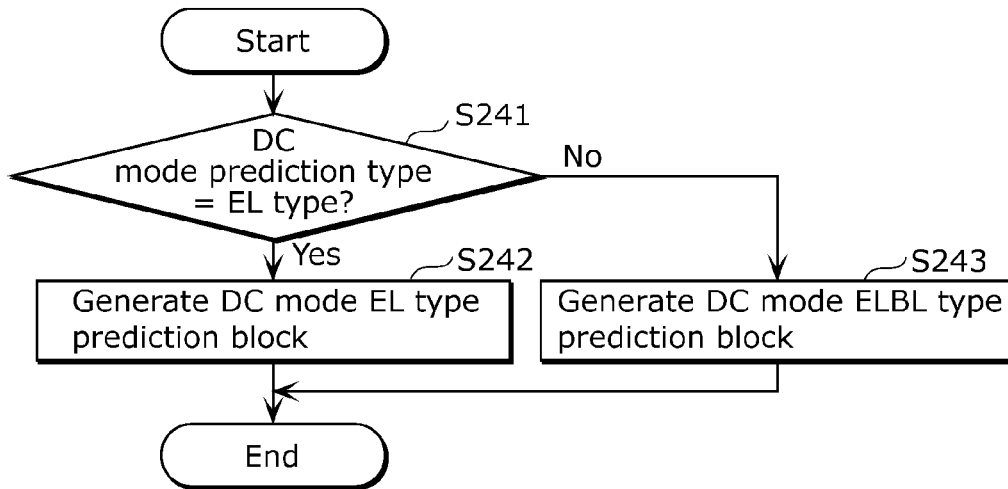 Start
S241
DC
mode prediction type
= EL type?
No
Yes
S242
Generate DC mode EL type
prediction block
S243
Generate DC mode ELBL type
prediction block
End